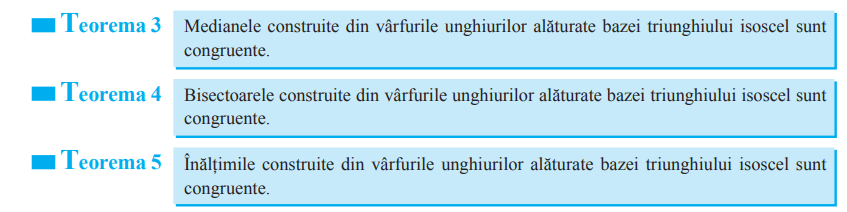 Teorema 3 Medianele construite din vârfurile unghiurilor alăturate bazei triunghiului isoscel sunt
congruente.
Teorema 4 Bisectoarele construite din vârfurile unghiurilor alăturate bazei triunghiului isoscel sunt
congruente.
Teorema 5 Înălțimile construite din vârfurile unghiurilor alăturate bazei triunghiului isoscel sunt
congruente.